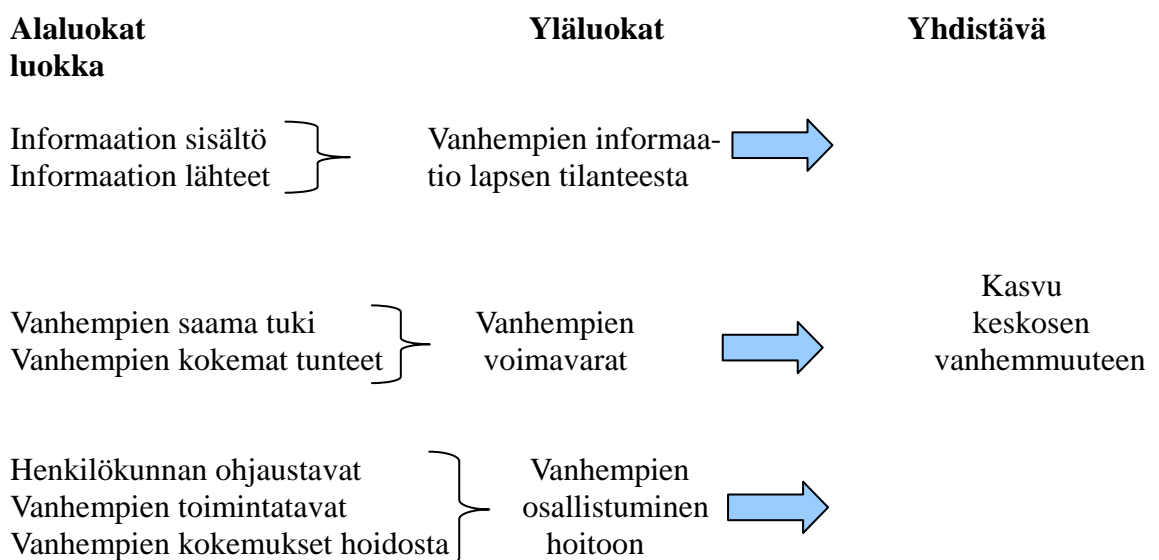 Alaluokat Yläluokat Yhdistävä
luokka
Informaation sisältö Vanhempien informaa-
Informaation lähteet tio lapsen tilanteesta
Kasvu
Vanhempien saama tuki Vanhempien keskosen
Vanhempien kokemat tunteet voimavarat vanhemmuuteen
Henkilökunnan ohjaustavat Vanhempien
Vanhempien toimintatavat osallistuminen
Vanhempien kokemukset hoidosta hoitoon